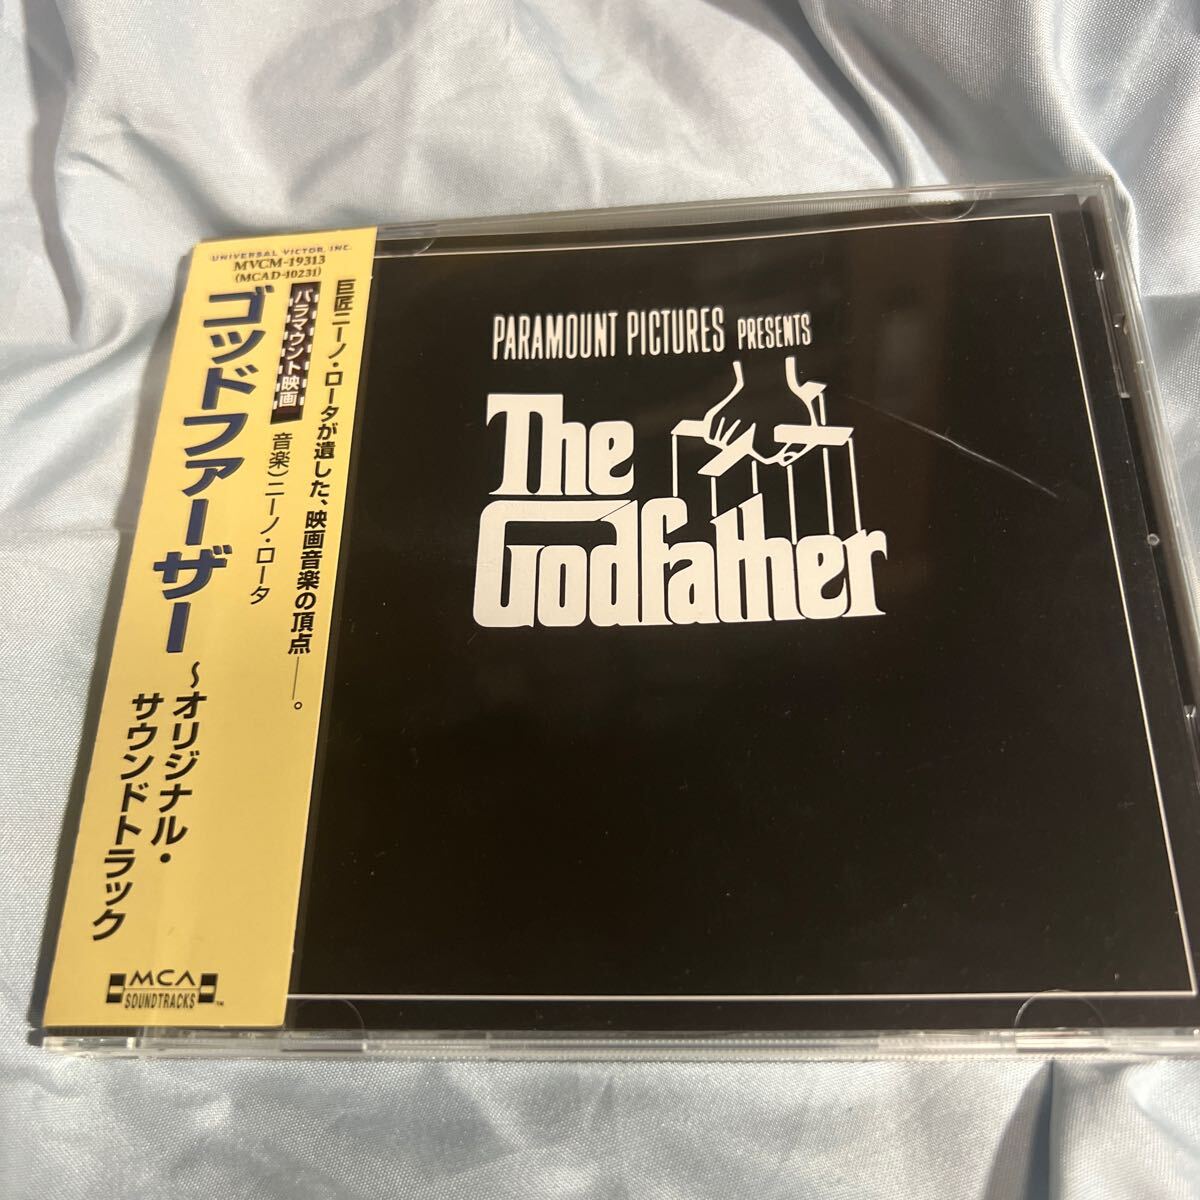 UNIVERSAL VICTOR, INC.
MVCM-19313
(MCAD-10231)
巨匠ニーノ・ロータが遺した、映画音楽の頂点──。
パラマウント映画
音楽)ニーノ・ロータ
ゴッドファーザー
〜オリジナル・
サウンドトラック
MCA
SOUNDTRACKS™
PARAMOUNT PICTURES PRESENTS
The
Godfather